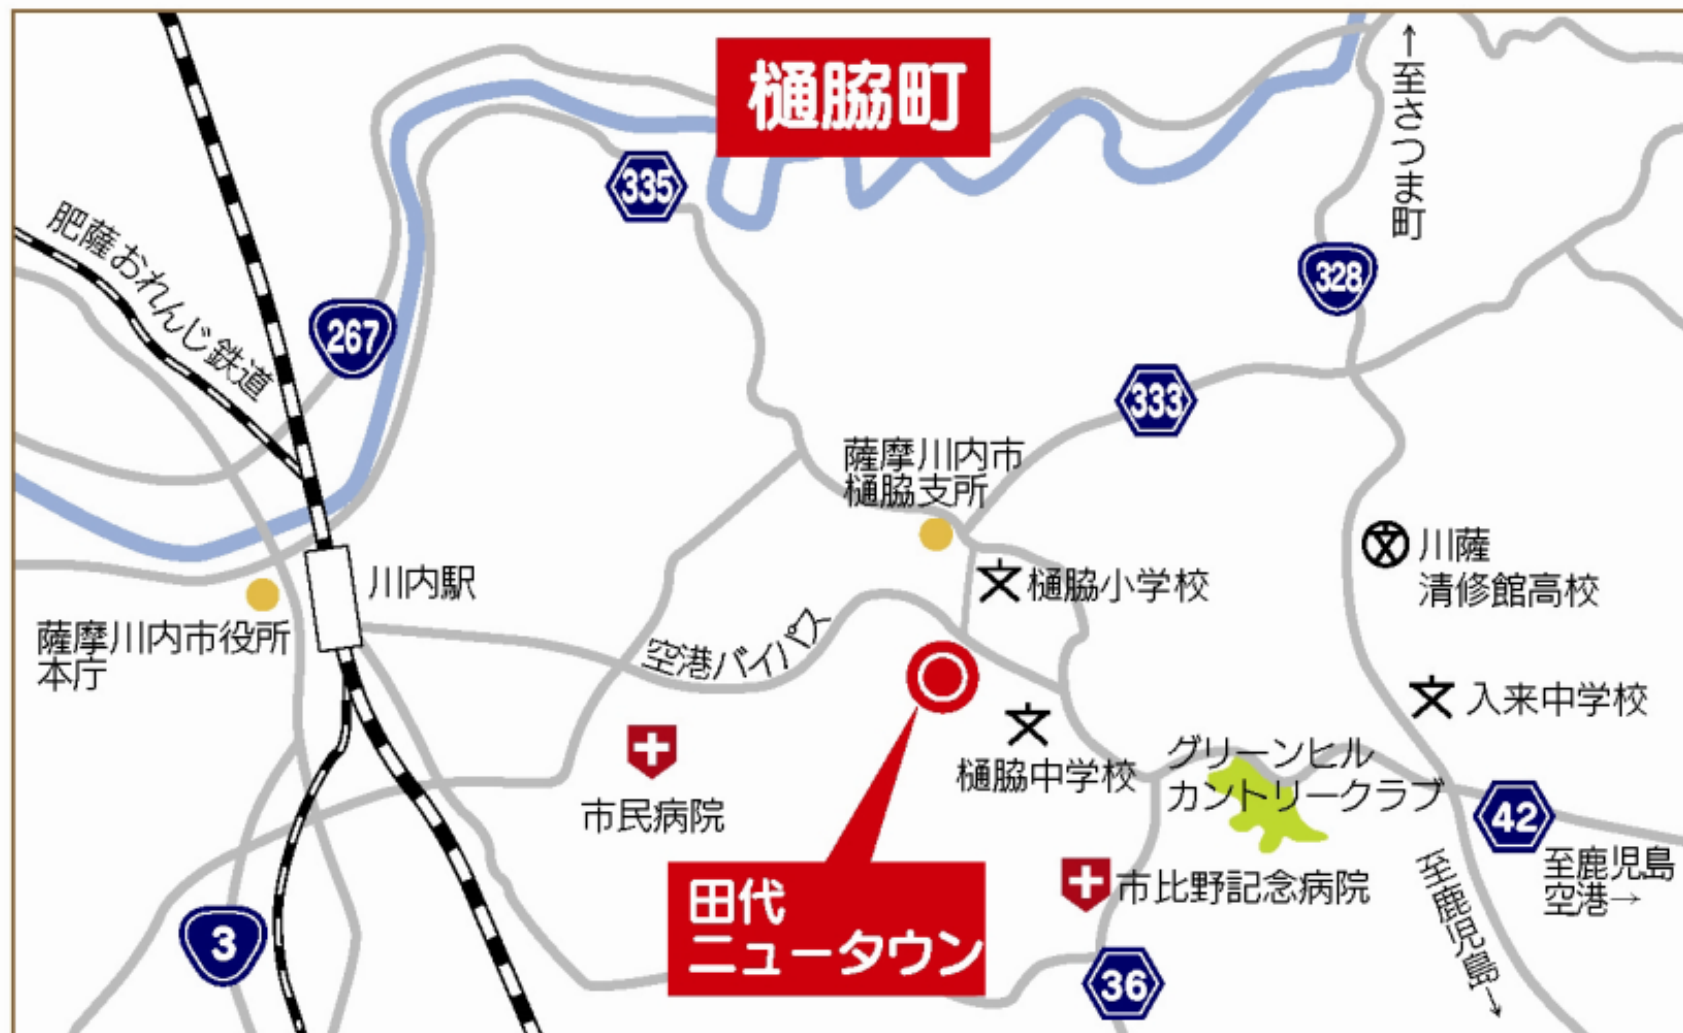 樋脇町
↑至さつま町
335
肥薩おれんじ鉄道
267
328
333
薩摩川内市
樋脇支所
川薩
清修館高校
川内駅
樋脇小学校
薩摩川内市役所
本庁
空港バイパス
入来中学校
グリーンヒル
カントリークラブ
樋脇中学校
市民病院
42
至鹿児島
空港→
市比野記念病院
至鹿児島→
田代
ニュータウン
3
36